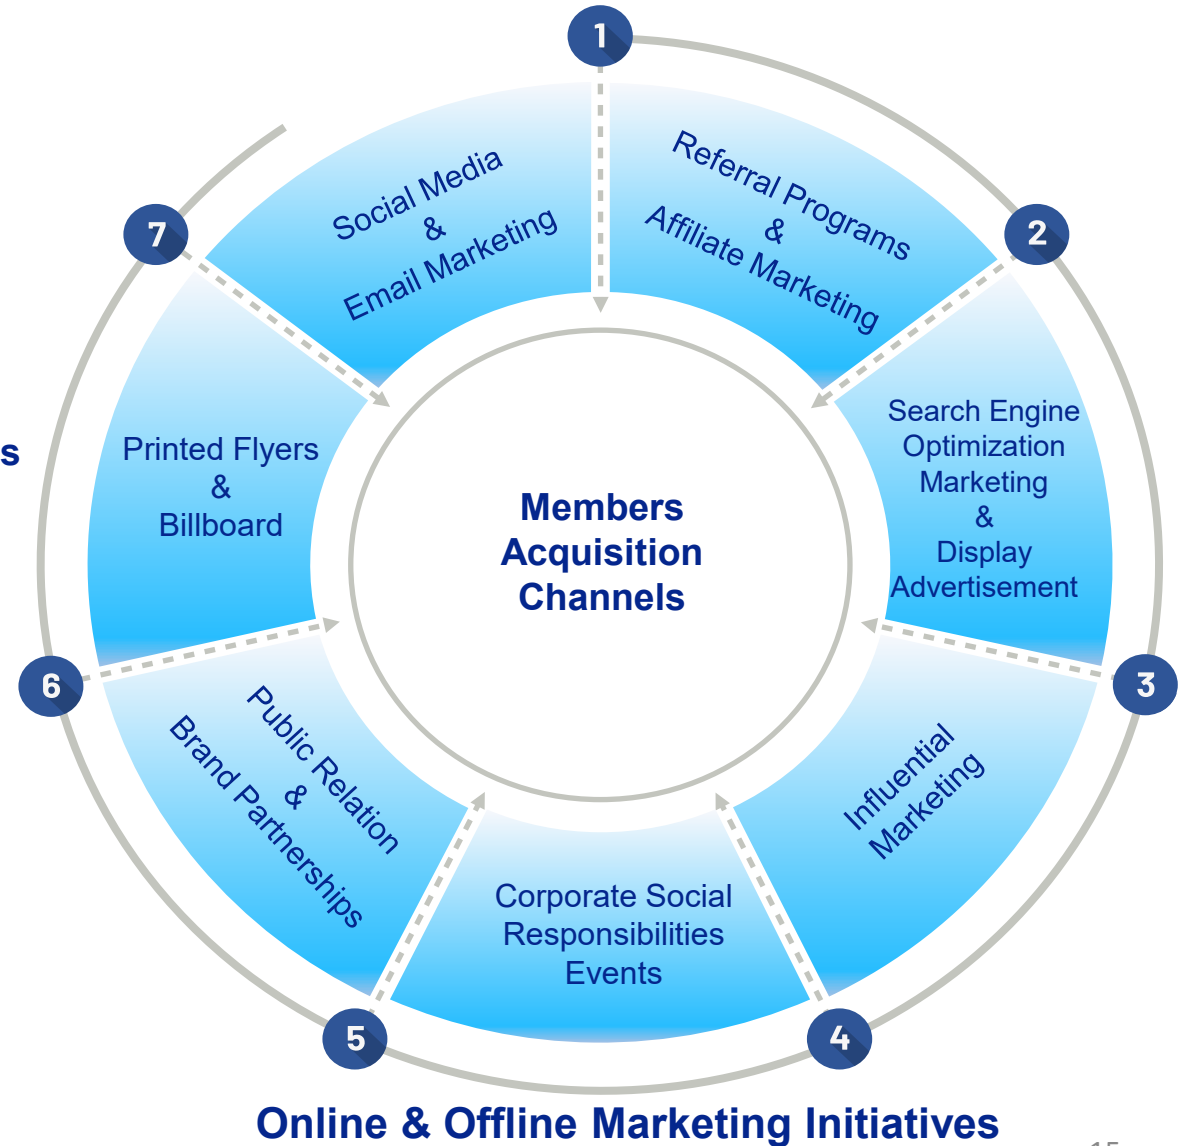 1
Referral Programs
&
Affiliate Marketing
2
Search Engine
Optimization
Marketing
&
Display
Advertisement
3
Influential
Marketing
4
Corporate Social
Responsibilities
Events
5
Public Relation
&
Brand Partnerships
6
Printed Flyers
&
Billboard
7
Social Media
&
Email Marketing
Members
Acquisition
Channels
s
Online & Offline Marketing Initiatives